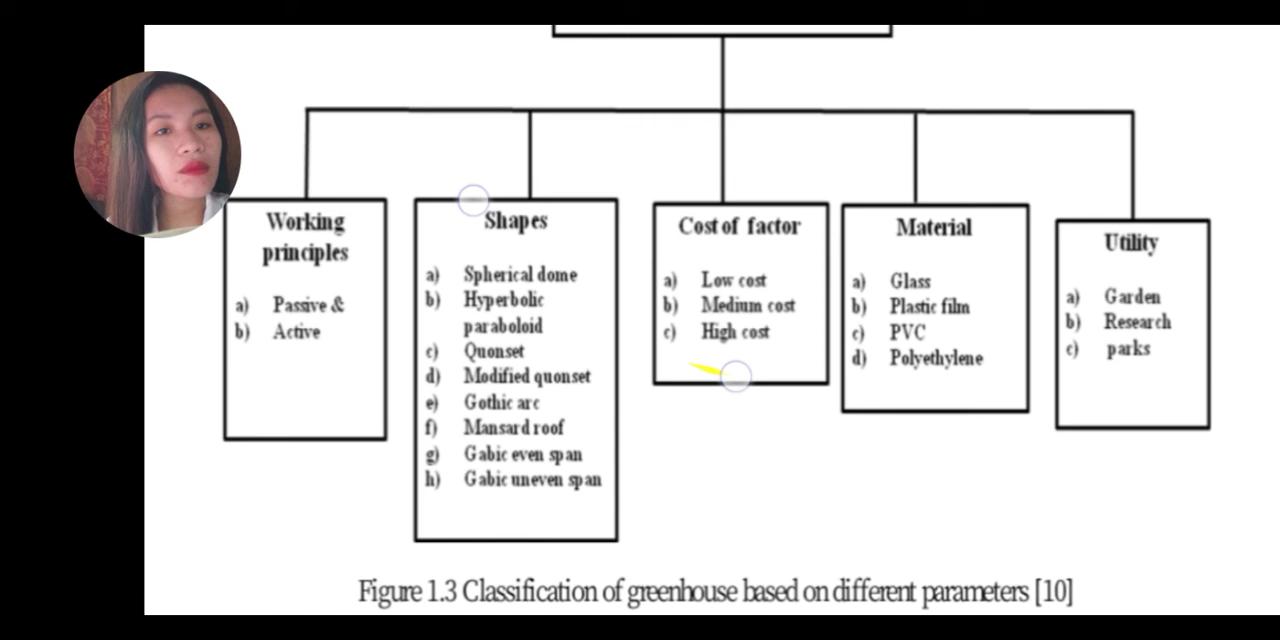 Working
principles
a) Passive &
b) Active
Shapes
a) Spherical dome
b) Hyperbolic
paraboloid
c) Quonset
d) Modified quonset
e) Gothic arc
f) Mansard roof
g) Gabic even span
h) Gabic uneven span
Cost of factor
a) Low cost
b) Medium cost
c) High cost
Material
a) Glass
b) Plastic film
c) PVC
d) Polyethylene
Utility
a) Garden
b) Research
c) parks
Figure 1.3 Classification of greenhouse based on different parameters [10]